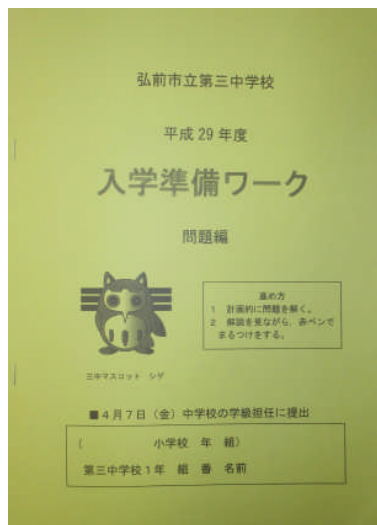 弘前市立第三中学校
平成29年度
入学準備ワーク
問題編
進め方
1 計画的に問題を解く。
2 解説を見ながら、赤ペンで
まるつけをする。
三中マスコット シゲ
■4月7日（金）中学校の学級担任に提出
（ 小学校 年 組）
第三中学校1年 組 番 名前